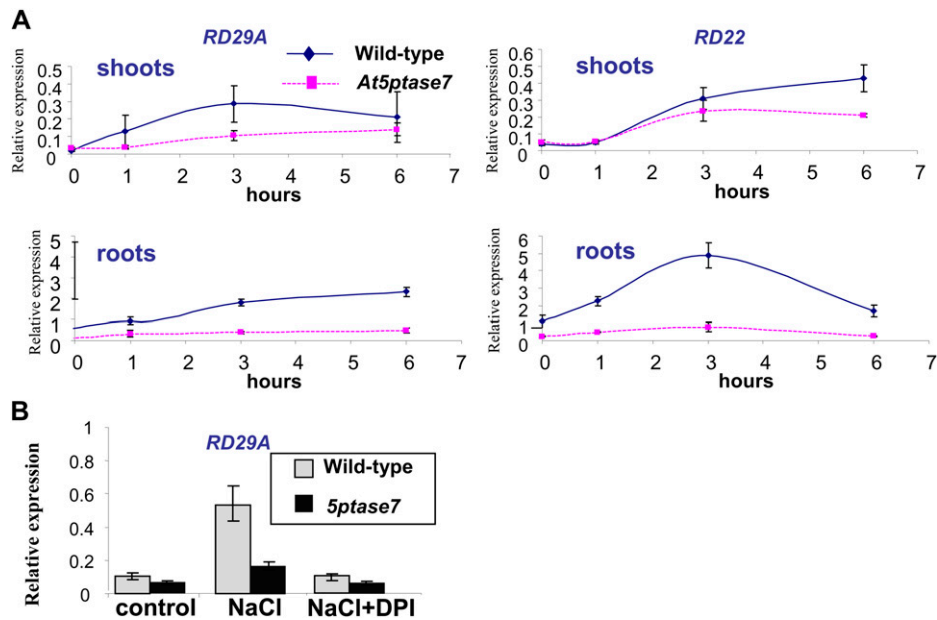 A
RD29A
Wild-type
At5ptase7
shoots
Relative expression
0.5
0.4
0.3
0.2
0.1
0
0 1 2 3 4 5 6 7
hours
RD22
shoots
Relative expression
0.6
0.5
0.4
0.3
0.2
0.1
0
0 1 2 3 4 5 6 7
hours
roots
Relative expression
5
4
3
2
1
0
0 1 2 3 4 5 6 7
hours
roots
Relative expression
6
5
4
3
2
1
0
0 1 2 3 4 5 6 7
hours
B
RD29A
Wild-type
5ptase7
Relative expression
1
0.8
0.6
0.4
0.2
0
control NaCl NaCl+DPI